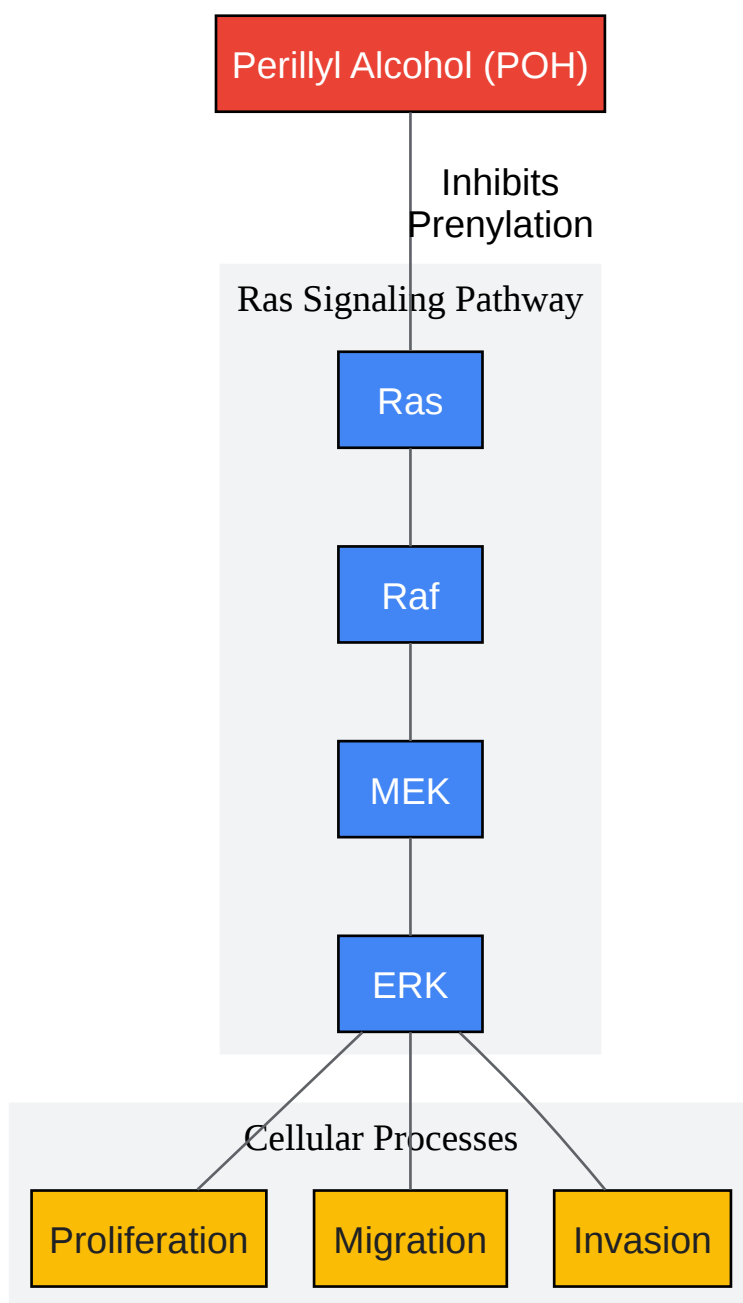 Perillyl Alcohol (POH)
Inhibits
Prenylation
Ras Signaling Pathway
Ras
Raf
MEK
ERK
Cellular Processes
Proliferation
Migration
Invasion